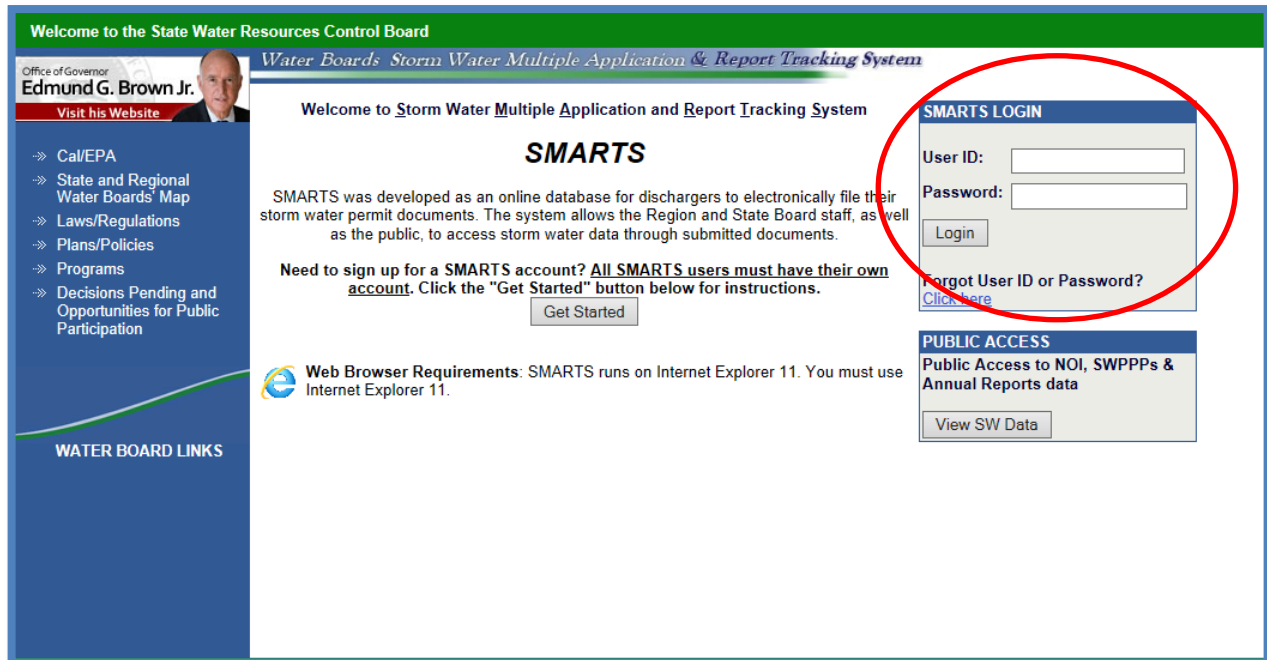 Welcome to the State Water Resources Control Board
Office of Governor
Edmund G. Brown Jr.
Visit his Website
Cal/EPA
State and Regional
Water Boards' Map
Laws/Regulations
Plans/Policies
Programs
Decisions Pending and
Opportunities for Public
Participation
WATER BOARD LINKS
Water Boards Storm Water Multiple Application & Report Tracking System
Welcome to Storm Water Multiple Application and Report Tracking System
SMARTS
SMARTS was developed as an online database for dischargers to electronically file their
storm water permit documents. The system allows the Region and State Board staff, as well
as the public, to access storm water data through submitted documents.
Need to sign up for a SMARTS account? All SMARTS users must have their own
account. Click the "Get Started" button below for instructions.
Get Started
Web Browser Requirements: SMARTS runs on Internet Explorer 11. You must use
Internet Explorer 11.
SMARTS LOGIN
User ID:
Password:
Login
Forgot User ID or Password?
Click here
PUBLIC ACCESS
Public Access to NOI, SWPPPs &
Annual Reports data
View SW Data